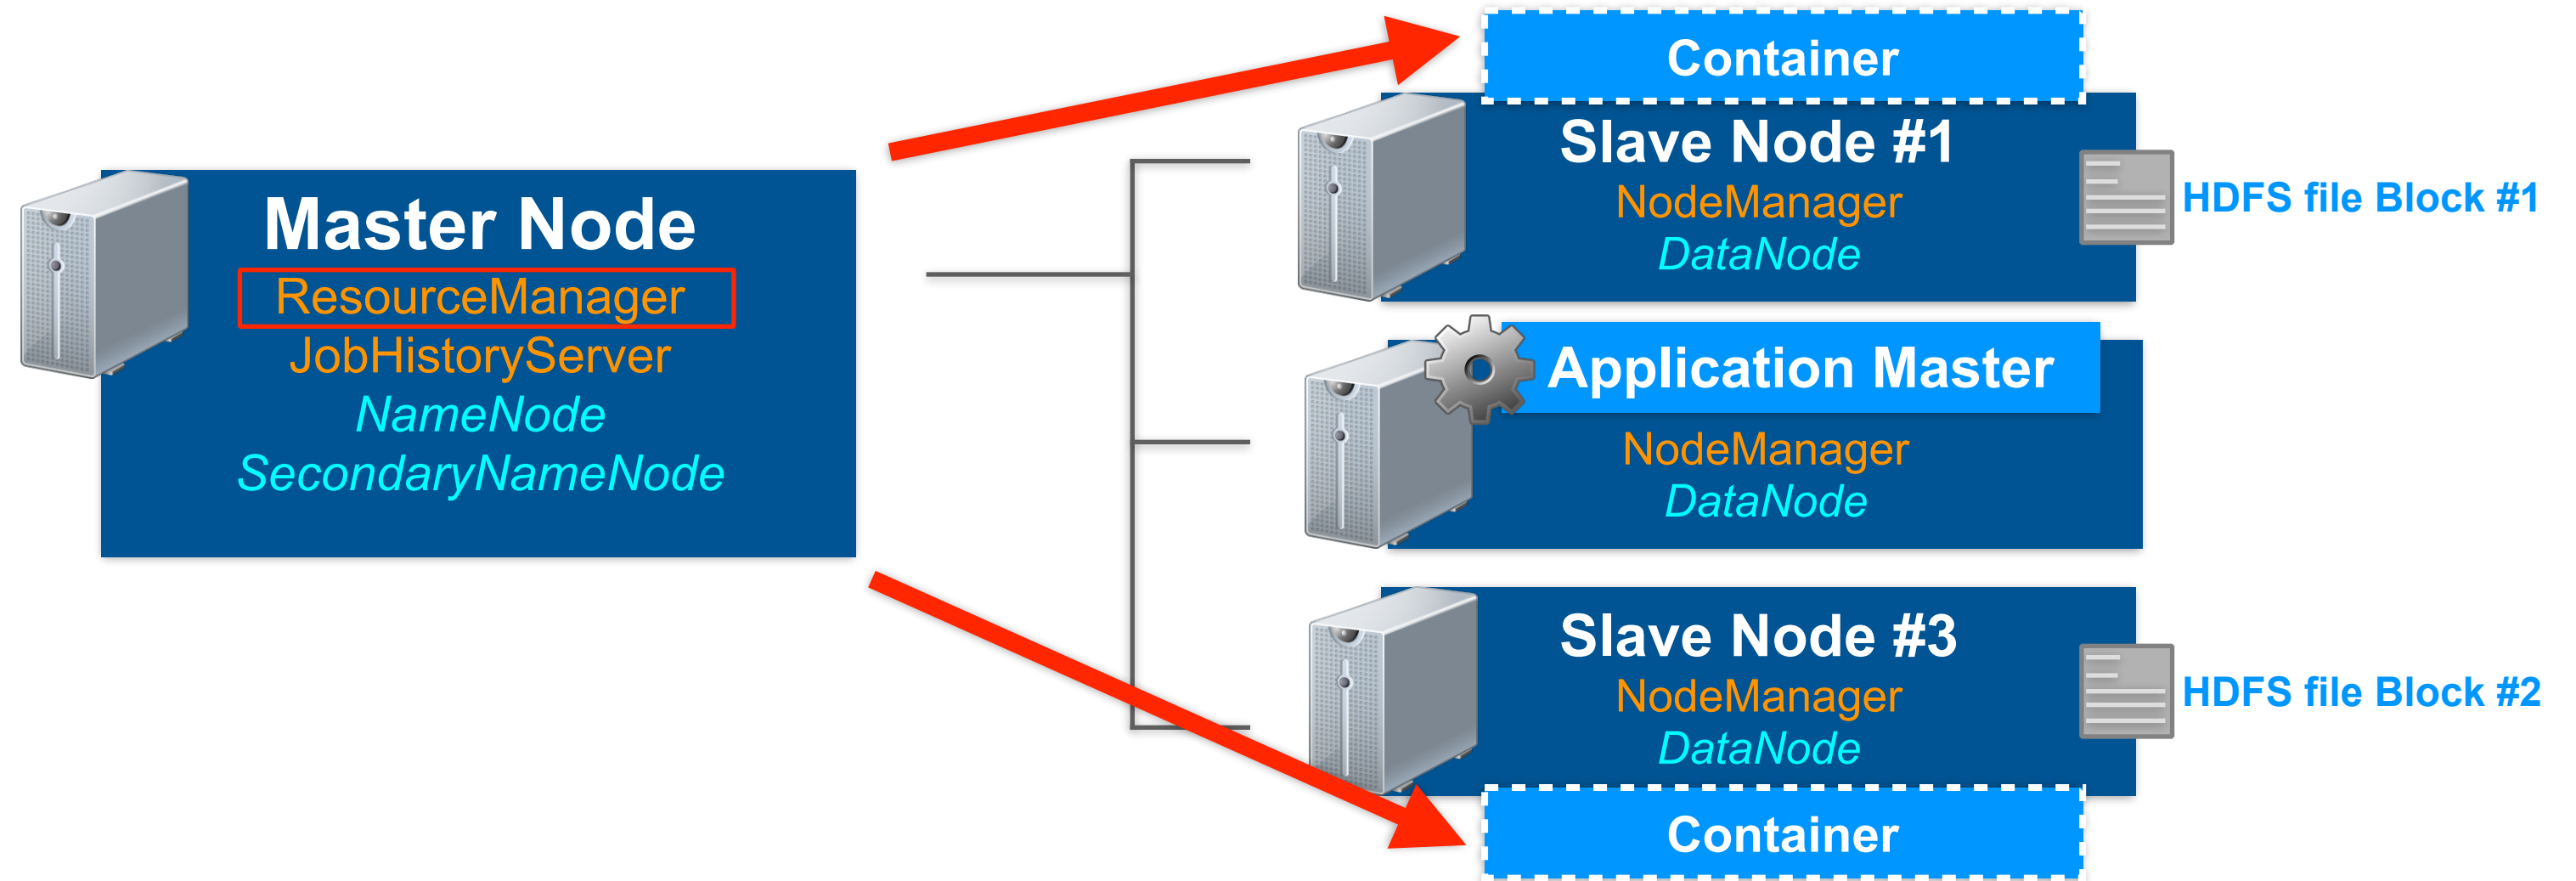 Master Node
ResourceManager
JobHistoryServer
NameNode
SecondaryNameNode
Container
Slave Node #1
NodeManager
DataNode
HDFS file Block #1
Application Master
NodeManager
DataNode
Slave Node #3
NodeManager
DataNode
HDFS file Block #2
Container